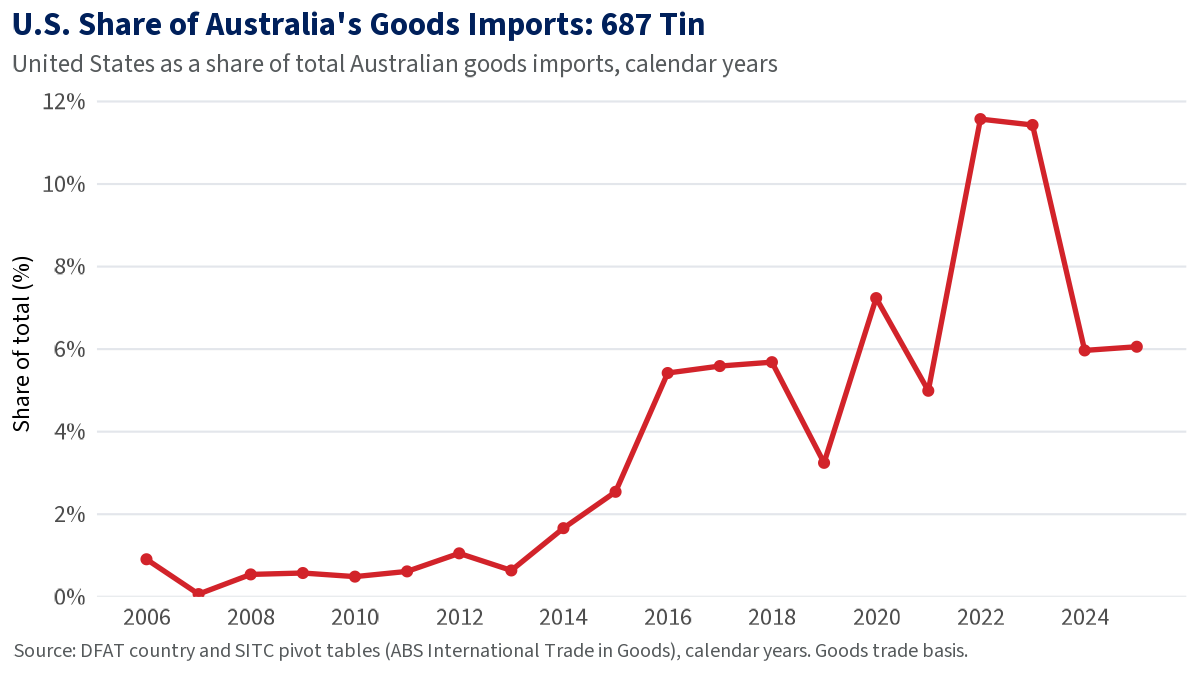 U.S. Share of Australia's Goods Imports: 687 Tin
United States as a share of total Australian goods imports, calendar years
Share of total (%)
12%
10%
8%
6%
4%
2%
0%
2006 2008 2010 2012 2014 2016 2018 2020 2022 2024
Source: DFAT country and SITC pivot tables (ABS International Trade in Goods), calendar years. Goods trade basis.